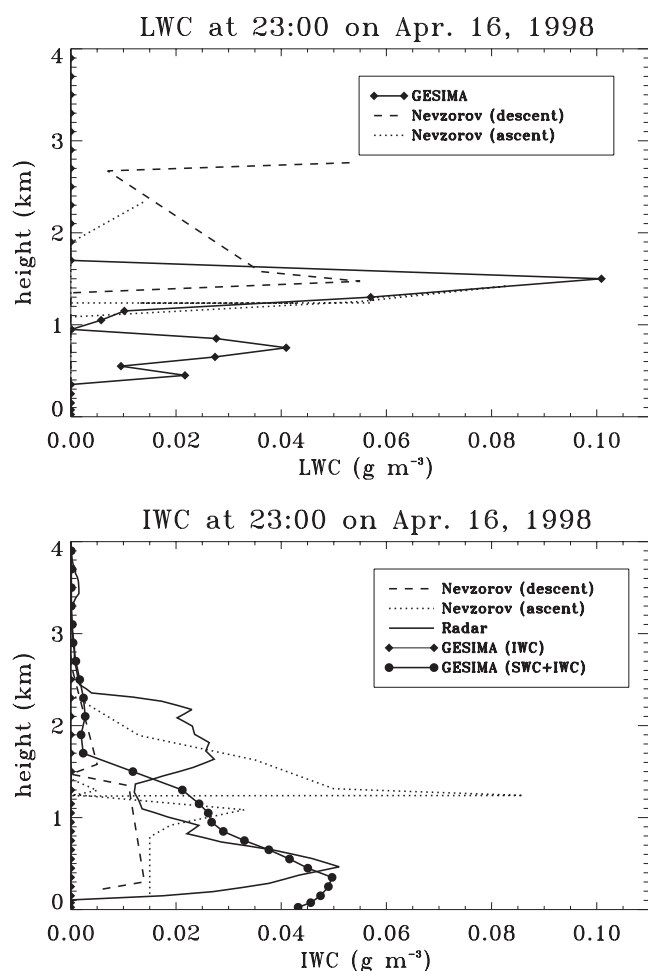 LWC at 23:00 on Apr. 16, 1998
4
3
2
1
0
height (km)
GESIMA
Nevzorov (descent)
Nevzorov (ascent)
0.00 0.02 0.04 0.06 0.08 0.10
LWC (g m⁻³)
IWC at 23:00 on Apr. 16, 1998
4
3
2
1
0
height (km)
Nevzorov (descent)
Nevzorov (ascent)
Radar
GESIMA (IWC)
GESIMA (SWC+IWC)
0.00 0.02 0.04 0.06 0.08 0.10
IWC (g m⁻³)